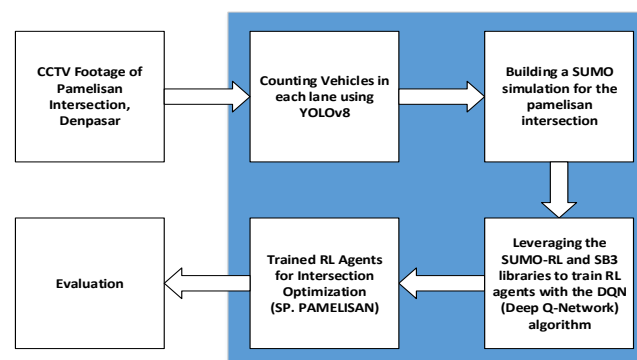 CCTV Footage of
Pamelisan
Intersection,
Denpasar
Counting Vehicles in
each lane using
YOLOv8
Building a SUMO
simulation for the
pamelisan
intersection
Leveraging the
SUMO-RL and SB3
libraries to train RL
agents with the DQN
(Deep Q-Network)
algorithm
Trained RL Agents
for Intersection
Optimization
(SP. PAMELISAN)
Evaluation